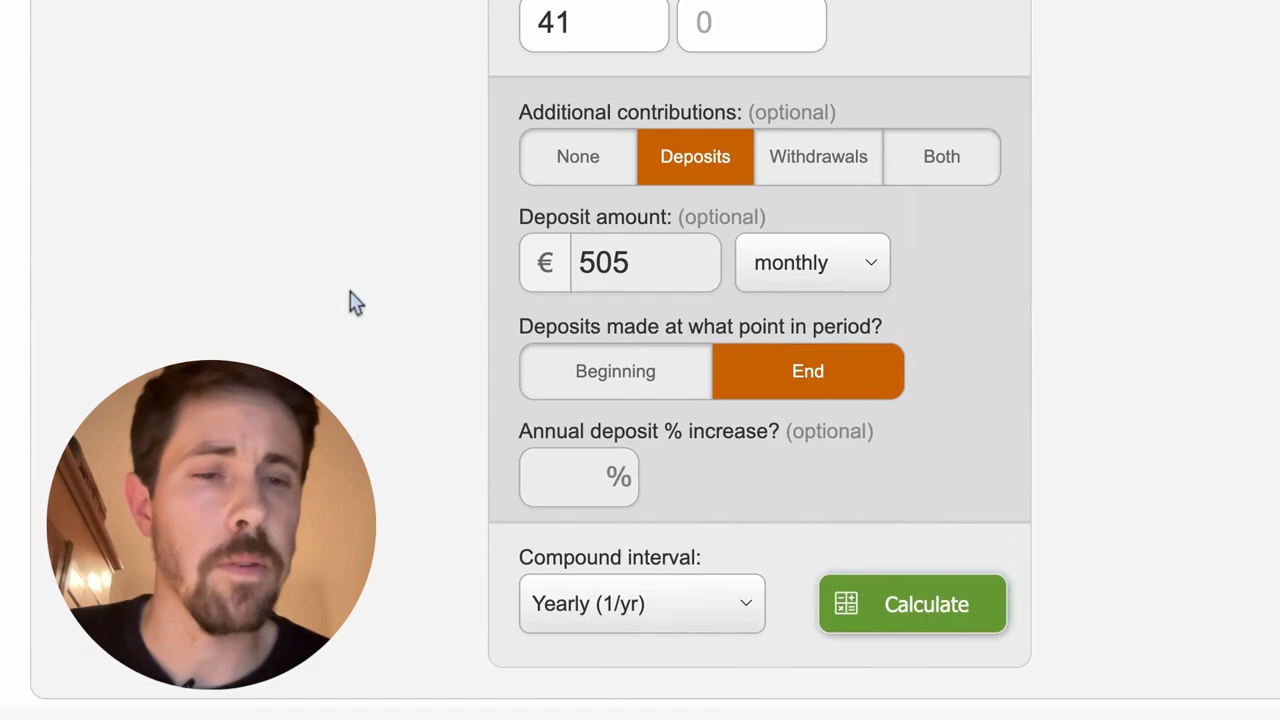 41 0
Additional contributions: (optional)
None Deposits Withdrawals Both
Deposit amount: (optional)
€ 505 monthly
Deposits made at what point in period?
Beginning End
Annual deposit % increase? (optional)
%
Compound interval:
Yearly (1/yr) Calculate